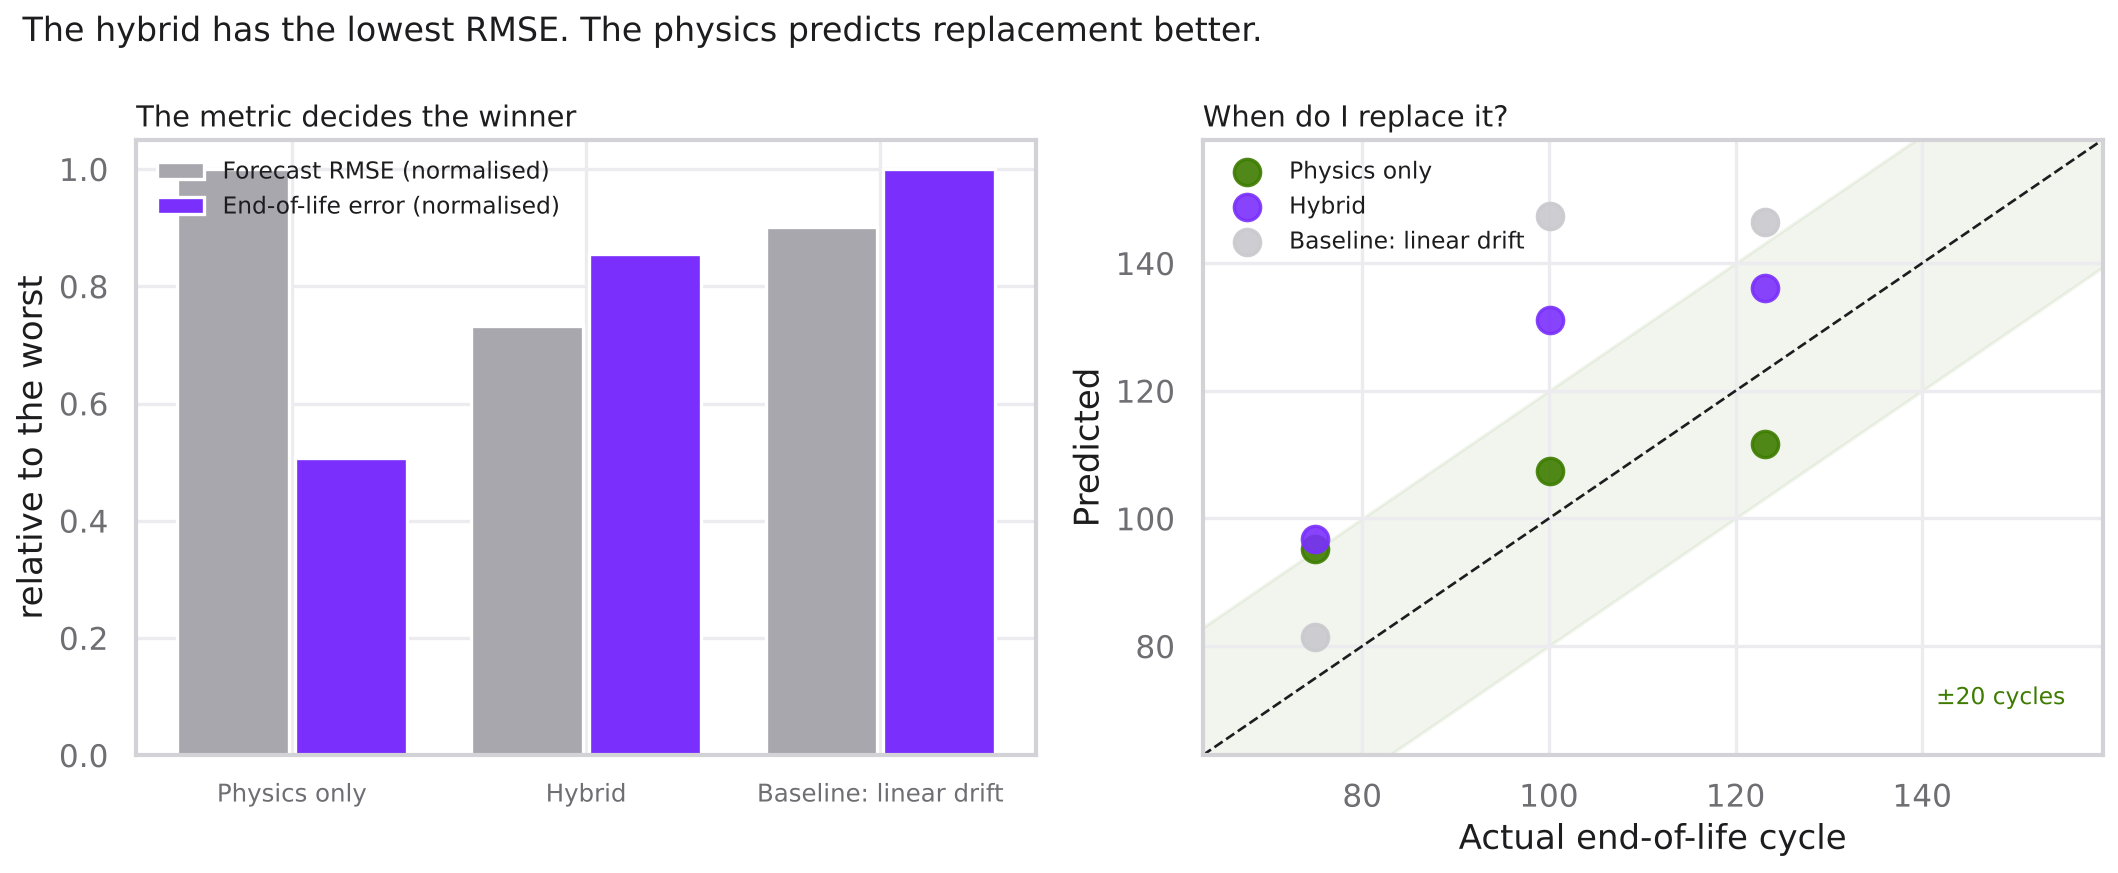 The hybrid has the lowest RMSE. The physics predicts replacement better.
The metric decides the winner
Forecast RMSE (normalised)
End-of-life error (normalised)
relative to the worst
1.0
0.8
0.6
0.4
0.2
0.0
Physics only
Hybrid
Baseline: linear drift
When do I replace it?
Physics only
Hybrid
Baseline: linear drift
Predicted
140
120
100
80
±20 cycles
80
100
120
140
Actual end-of-life cycle